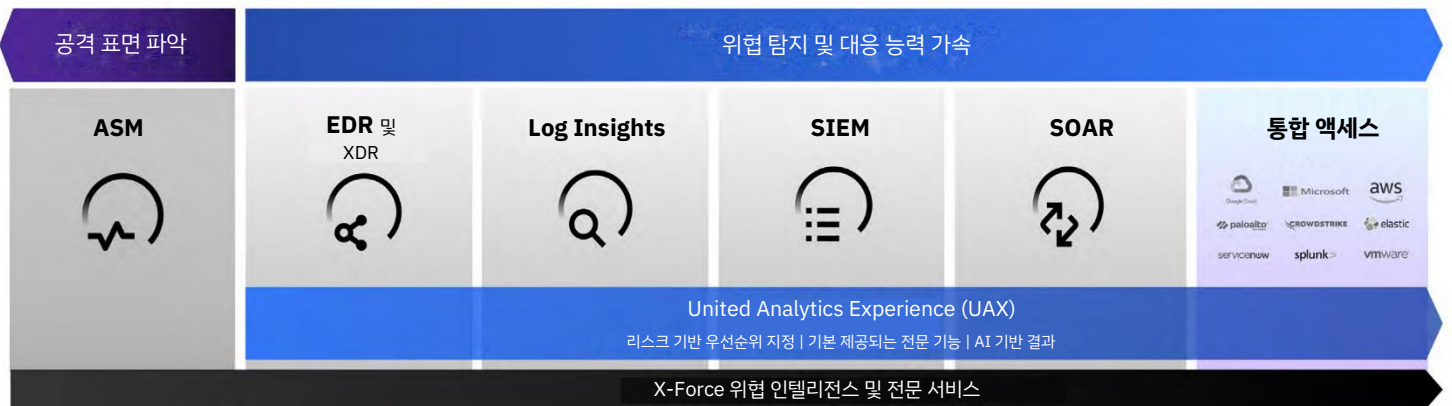 공격 표면 파악
위협 탐지 및 대응 능력 가속
ASM
EDR 및
XDR
Log Insights
SIEM
SOAR
통합 액세스
Google Cloud
Microsoft
aws
paloalto
CROWDSTRIKE
elastic
servicenow
splunk>
vmware
United Analytics Experience (UAX)
리스크 기반 우선순위 지정 | 기본 제공되는 전문 기능 | AI 기반 결과
X-Force 위협 인텔리전스 및 전문 서비스